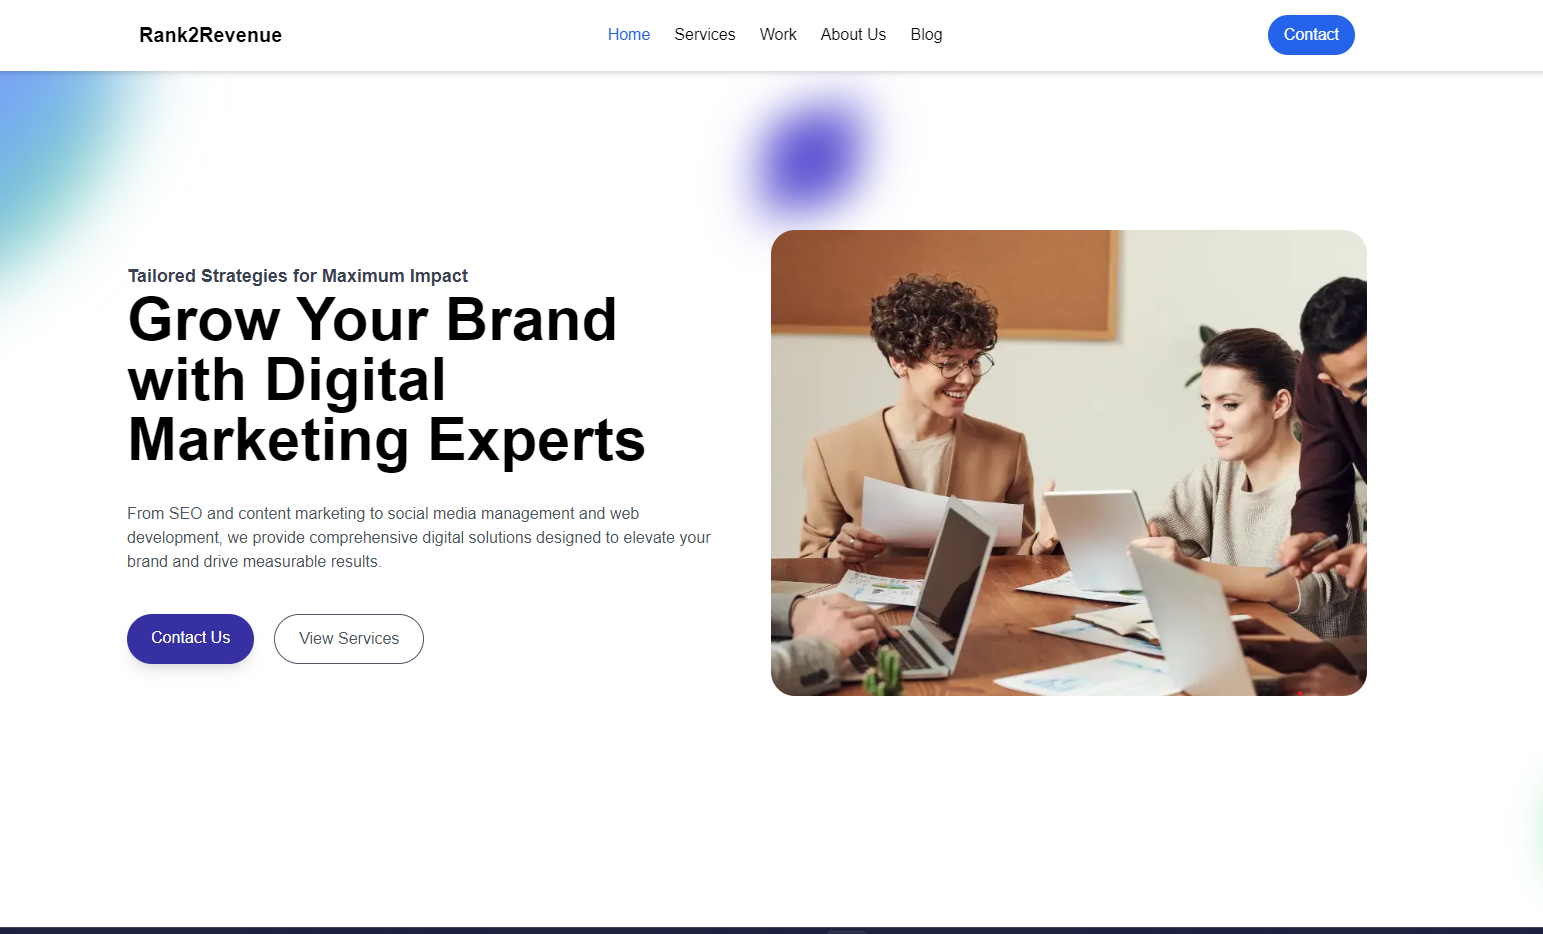 Rank2Revenue
Home Services Work About Us Blog
Contact
Tailored Strategies for Maximum Impact
Grow Your Brand
with Digital
Marketing Experts
From SEO and content marketing to social media management and web
development, we provide comprehensive digital solutions designed to elevate your
brand and drive measurable results.
Contact Us
View Services